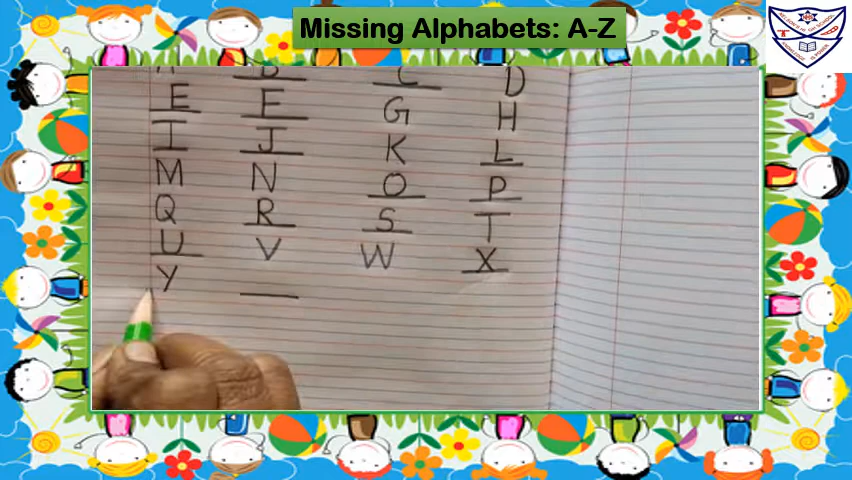 Missing Alphabets: A-Z
A B C D
E F G H
I J K L
M N O P
Q R S T
U V W X
Y